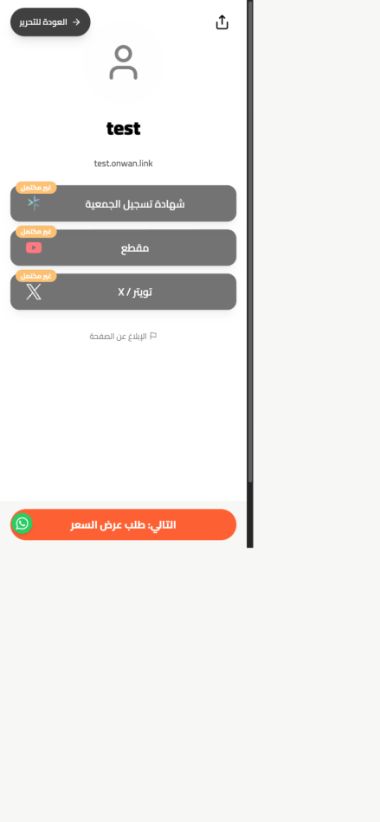 العودة للتحرير
test
test.onwan.link
غير مكتمل
شهادة تسجيل الجمعية
غير مكتمل
مقطع
غير مكتمل
تويتر / X
الإبلاغ عن الصفحة
التالي: طلب عرض السعر